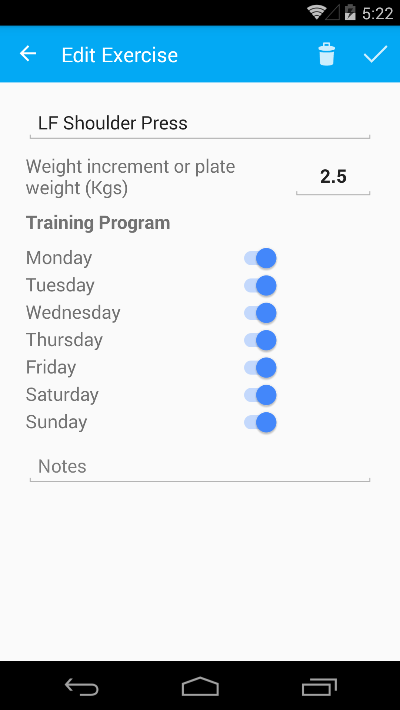 5:22
Edit Exercise
LF Shoulder Press
Weight increment or plate
weight (Kgs)
2.5
Training Program
Monday
Tuesday
Wednesday
Thursday
Friday
Saturday
Sunday
Notes